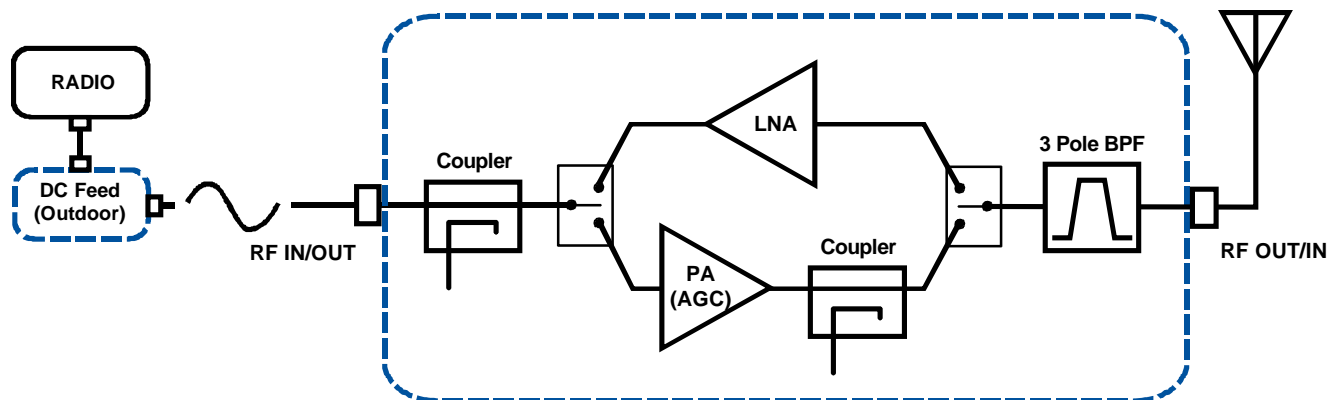 RADIO
DC Feed
(Outdoor)
RF IN/OUT
Coupler
LNA
PA
(AGC)
Coupler
3 Pole BPF
RF OUT/IN